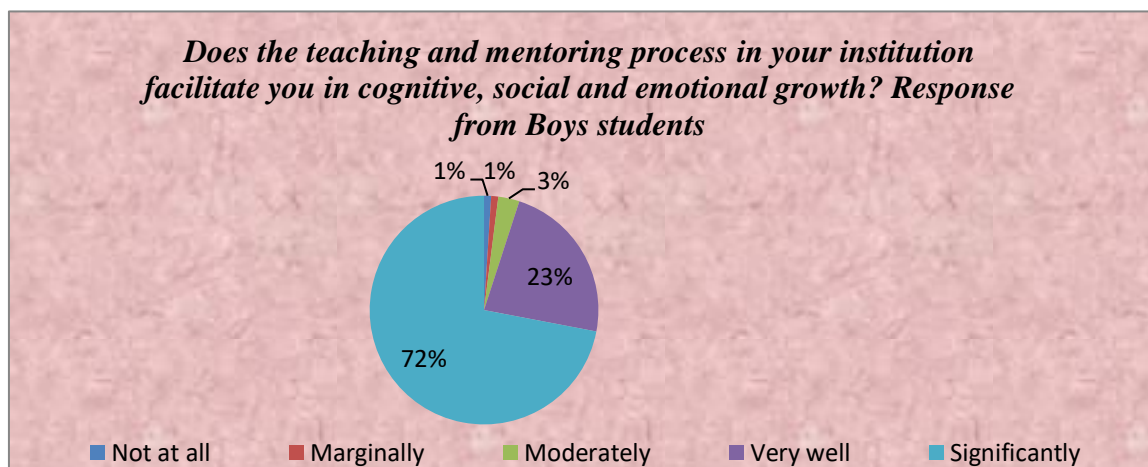 Does the teaching and mentoring process in your institution
facilitate you in cognitive, social and emotional growth? Response
from Boys students
1% 1% 3%
23%
72%
Not at all Marginally Moderately Very well Significantly